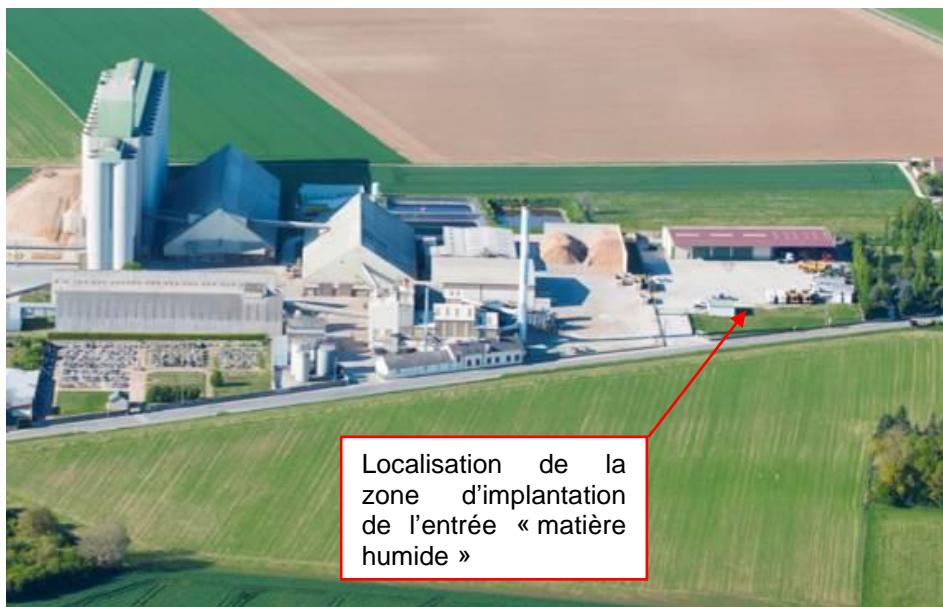 Localisation de la
zone d’implantation
de l’entrée « matière
humide »